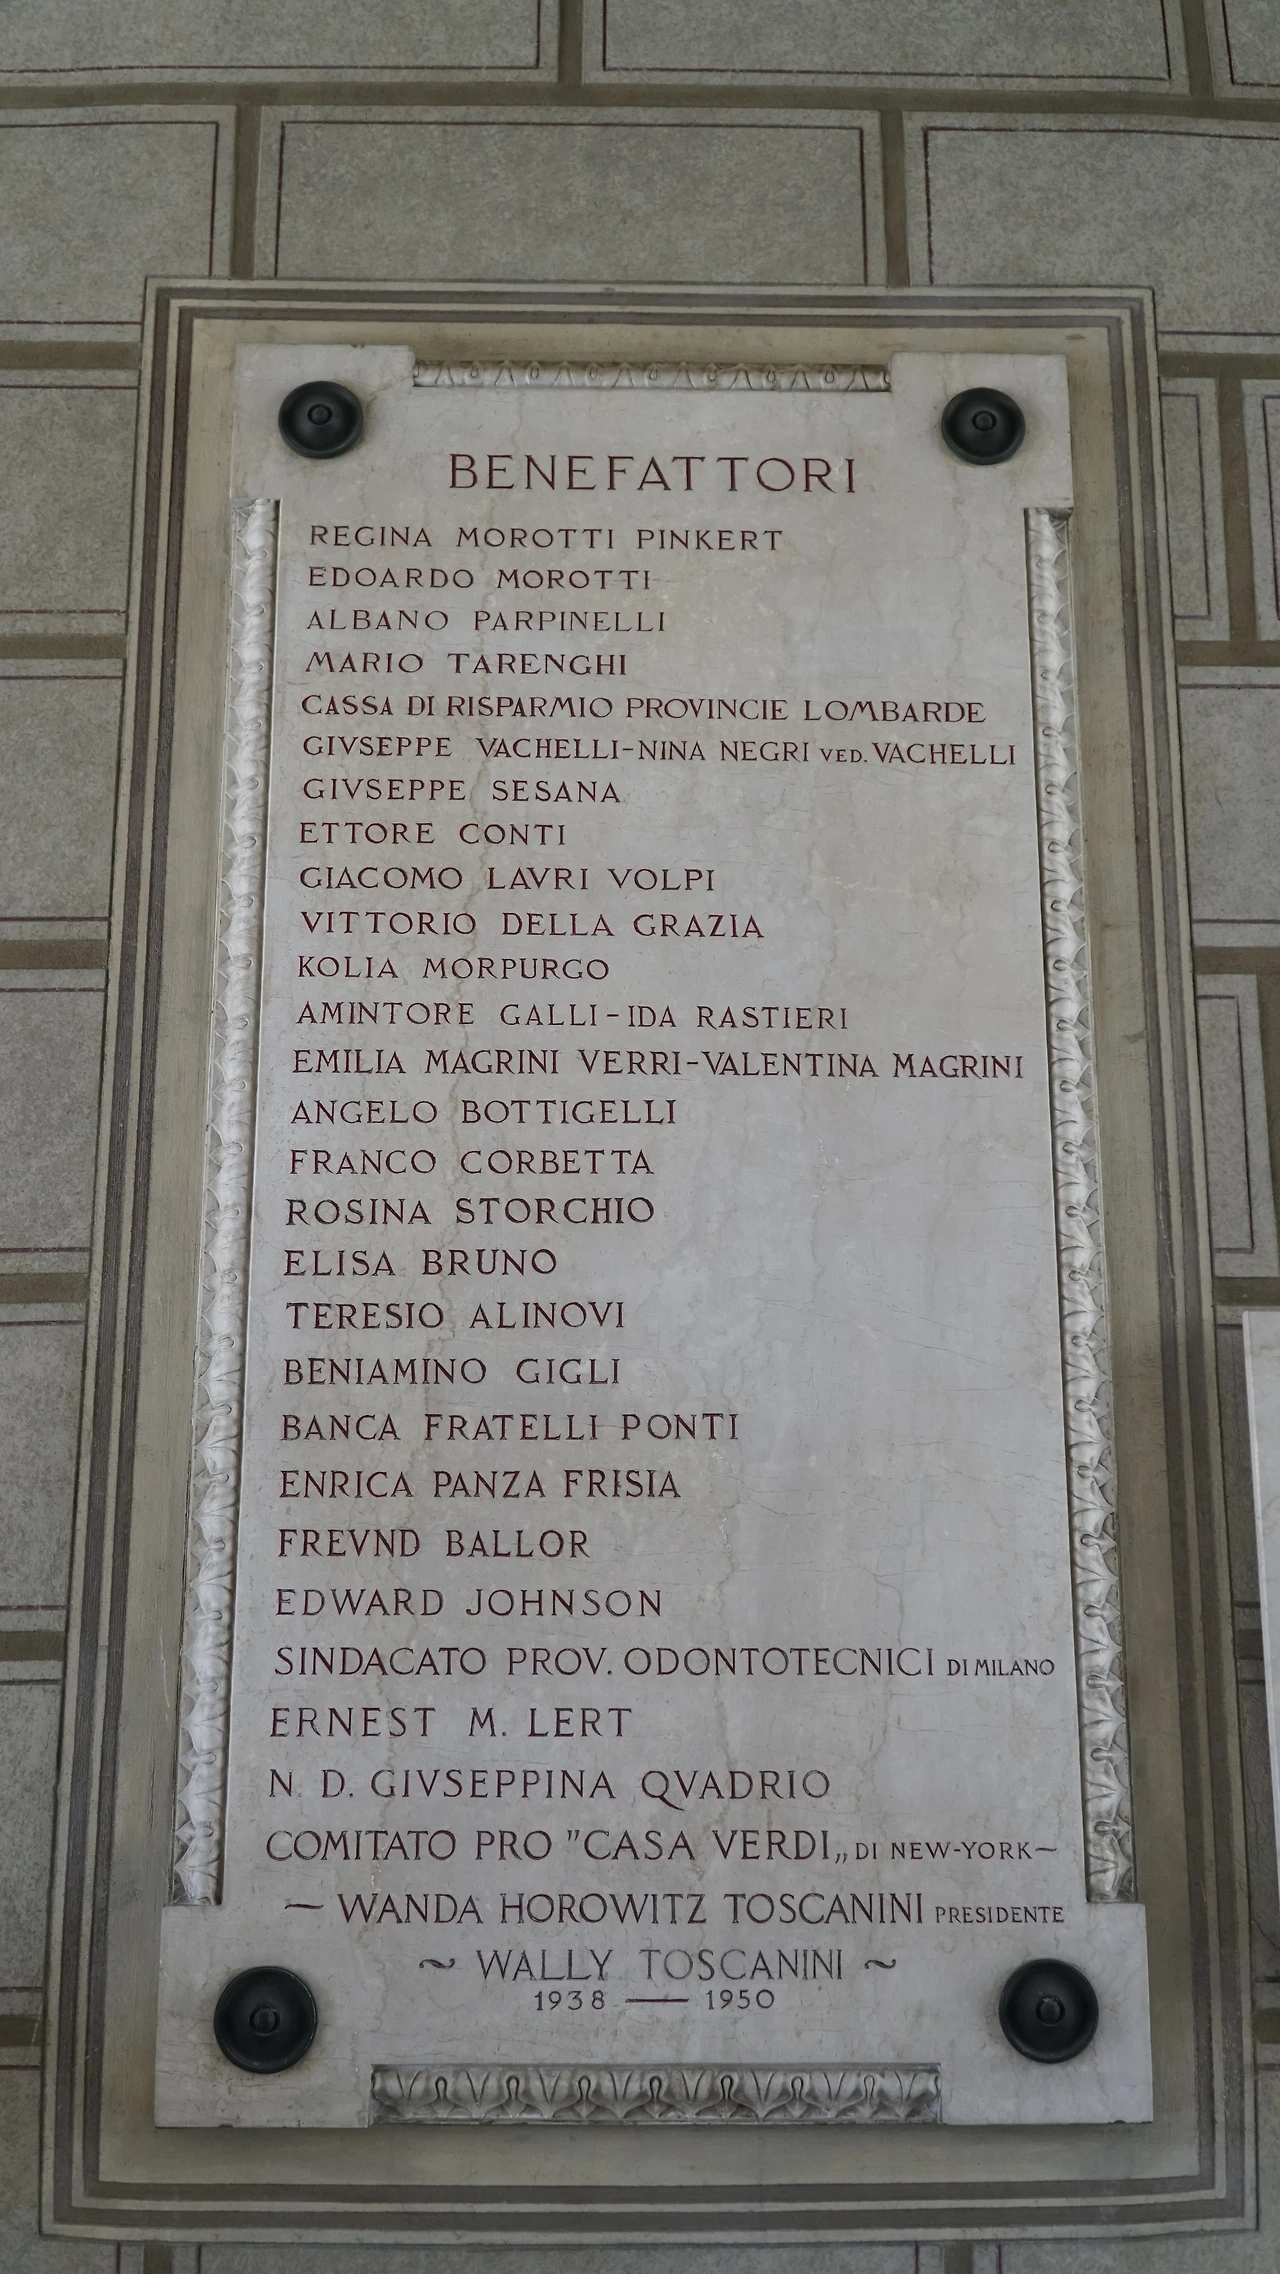 BENEFATTORI
REGINA MOROTTI PINKERT
EDOARDO MOROTTI
ALBANO PARPINELLI
MARIO TARENGHI
CASSA DI RISPARMIO PROVINCIE LOMBARDE
GIVSEPPE VACHELLI-NINA NEGRI VED. VACHELLI
GIVSEPPE SESANA
ETTORE CONTI
GIACOMO LAVRI VOLPI
VITTORIO DELLA GRAZIA
KOLIA MORPURGO
AMINTORE GALLI-IDA RASTIERI
EMILIA MAGRINI VERRI-VALENTINA MAGRINI
ANGELO BOTTIGELLI
FRANCO CORBETTA
ROSINA STORCHIO
ELISA BRUNO
TERESIO ALINOVI
BENIAMINO GIGLI
BANCA FRATELLI PONTI
ENRICA PANZA FRISIA
FREVND BALLOR
EDWARD JOHNSON
SINDACATO PROV. ODONTOTECNICI DI MILANO
ERNEST M. LERT
N. D. GIVSEPPINA QVADRIO
COMITATO PRO "CASA VERDI„ DI NEW-YORK—
— WANDA HOROWITZ TOSCANINI PRESIDENTE
~ WALLY TOSCANINI ~
1938 — 1950